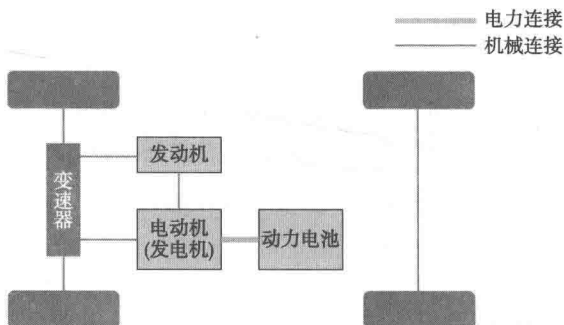 电力连接
机械连接
发动机
变速器
电动机
(发电机)
动力电池